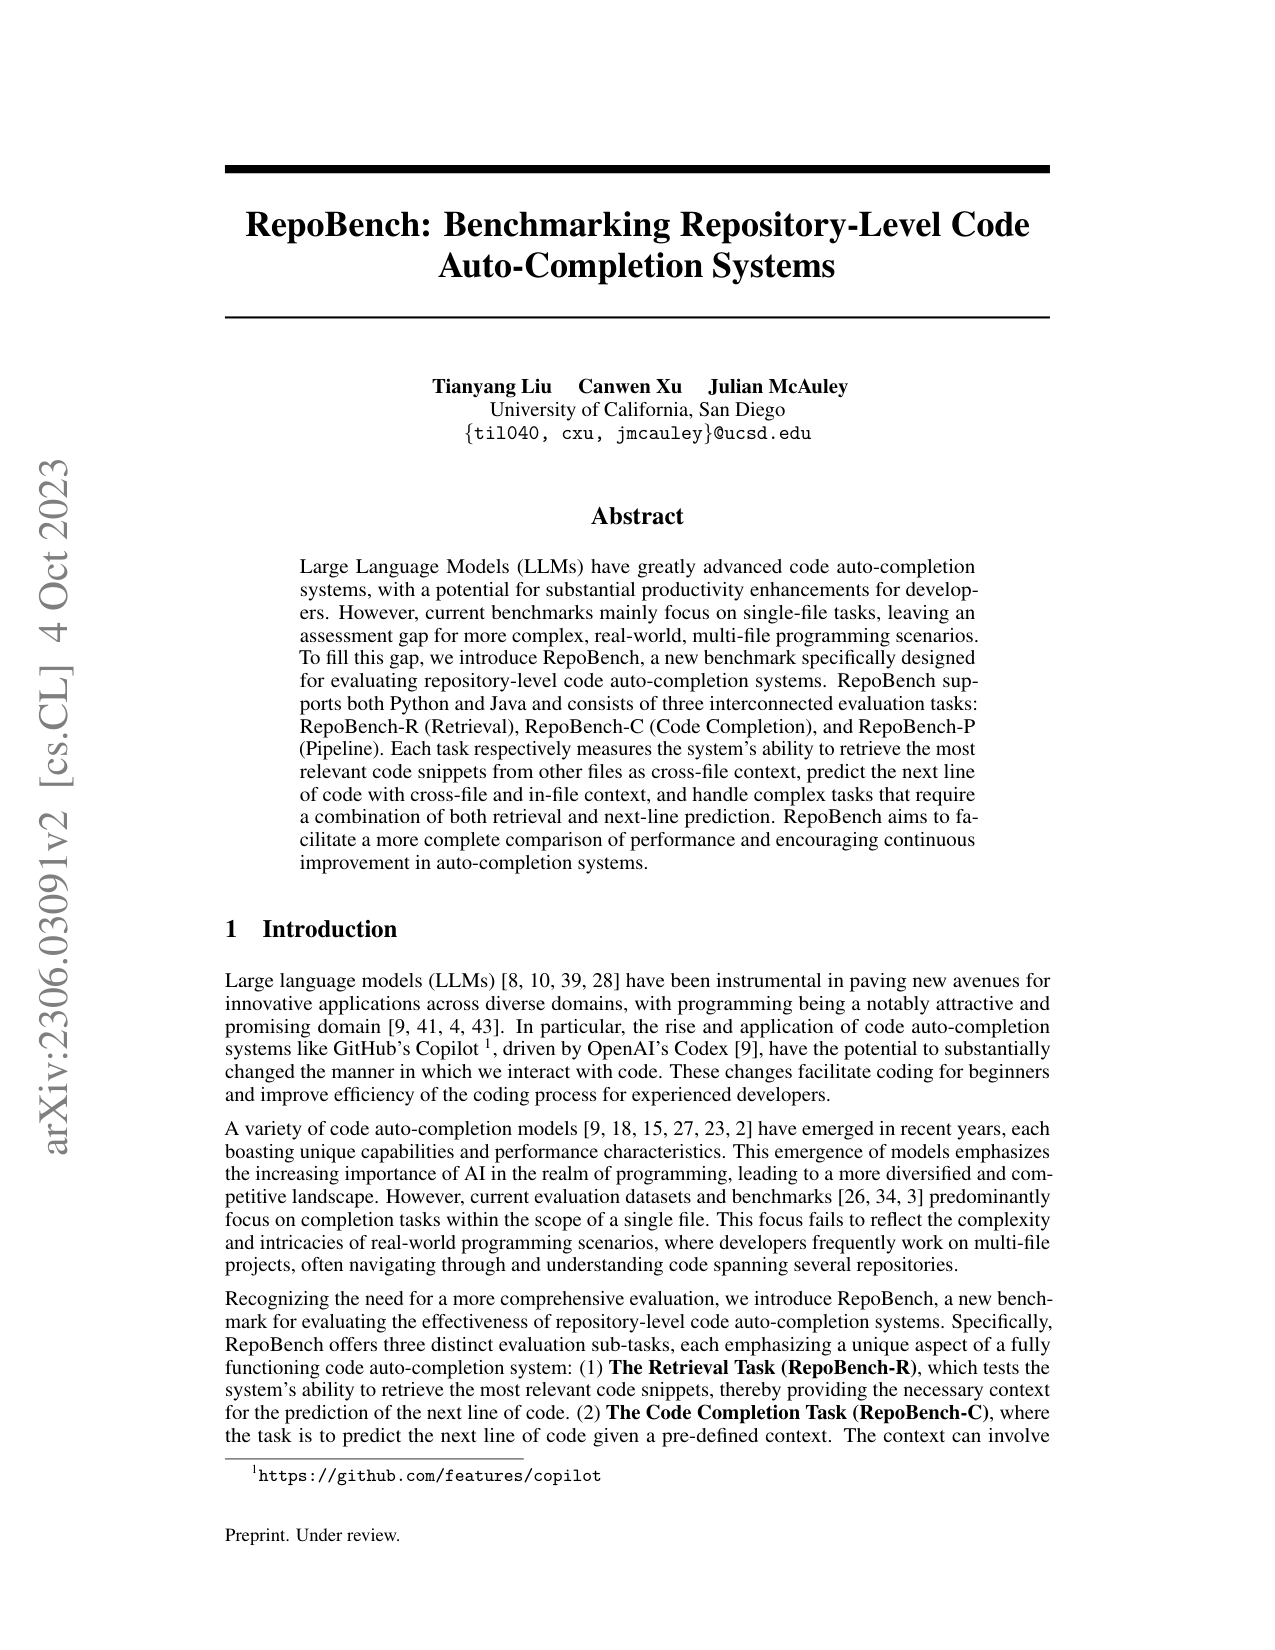 RepoBench: Benchmarking Repository-Level Code
Auto-Completion Systems
Tianyang Liu Canwen Xu Julian McAuley
University of California, San Diego
{til040, cxu, jmcauley}@ucsd.edu
Abstract
Large Language Models (LLMs) have greatly advanced code auto-completion
systems, with a potential for substantial productivity enhancements for develop-
ers. However, current benchmarks mainly focus on single-file tasks, leaving an
assessment gap for more complex, real-world, multi-file programming scenarios.
To fill this gap, we introduce RepoBench, a new benchmark specifically designed
for evaluating repository-level code auto-completion systems. RepoBench sup-
ports both Python and Java and consists of three interconnected evaluation tasks:
RepoBench-R (Retrieval), RepoBench-C (Code Completion), and RepoBench-P
(Pipeline). Each task respectively measures the system's ability to retrieve the most
relevant code snippets from other files as cross-file context, predict the next line
of code with cross-file and in-file context, and handle complex tasks that require
a combination of both retrieval and next-line prediction. RepoBench aims to fa-
cilitate a more complete comparison of performance and encouraging continuous
improvement in auto-completion systems.
1 Introduction
Large language models (LLMs) [8, 10, 39, 28] have been instrumental in paving new avenues for
innovative applications across diverse domains, with programming being a notably attractive and
promising domain [9, 41, 4, 43]. In particular, the rise and application of code auto-completion
systems like GitHub's Copilot 1, driven by OpenAI's Codex [9], have the potential to substantially
changed the manner in which we interact with code. These changes facilitate coding for beginners
and improve efficiency of the coding process for experienced developers.
A variety of code auto-completion models [9, 18, 15, 27, 23, 2] have emerged in recent years, each
boasting unique capabilities and performance characteristics. This emergence of models emphasizes
the increasing importance of AI in the realm of programming, leading to a more diversified and com-
petitive landscape. However, current evaluation datasets and benchmarks [26, 34, 3] predominantly
focus on completion tasks within the scope of a single file. This focus fails to reflect the complexity
and intricacies of real-world programming scenarios, where developers frequently work on multi-file
projects, often navigating through and understanding code spanning several repositories.
Recognizing the need for a more comprehensive evaluation, we introduce RepoBench, a new bench-
mark for evaluating the effectiveness of repository-level code auto-completion systems. Specifically,
RepoBench offers three distinct evaluation sub-tasks, each emphasizing a unique aspect of a fully
functioning code auto-completion system: (1) The Retrieval Task (RepoBench-R), which tests the
system's ability to retrieve the most relevant code snippets, thereby providing the necessary context
for the prediction of the next line of code. (2) The Code Completion Task (RepoBench-C), where
the task is to predict the next line of code given a pre-defined context. The context can involve
1https://github.com/features/copilot
Preprint. Under review.
arXiv:2306.03091v2 [cs.CL] 4 Oct 2023